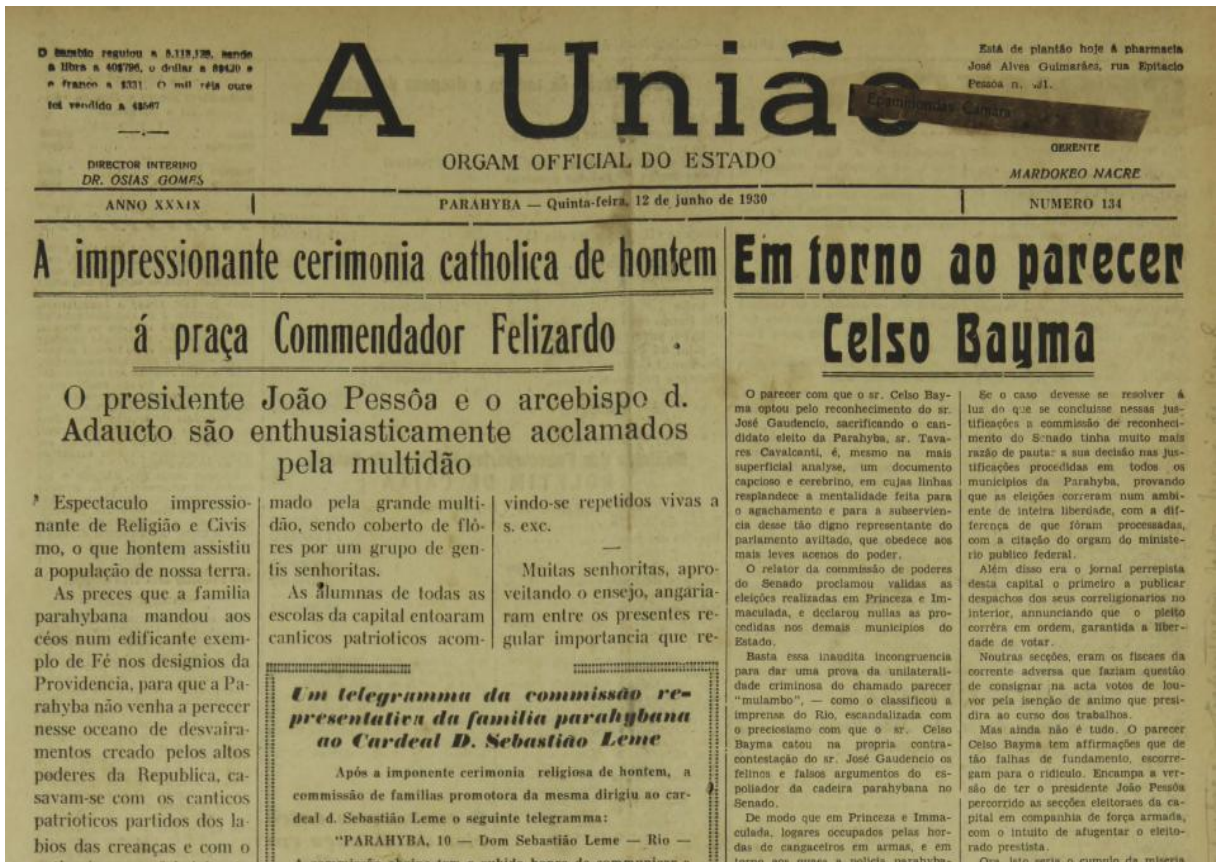 O cambio regulou a 5.113,128, sendo
a libra a 40$796, o dollar a 8$420 e
o franco a $331. O mil réis ouro
foi vendido a 4$567
DIRECTOR INTERINO
DR. OSIAS GOMES
A União
ORGAM OFFICIAL DO ESTADO
Está de plantão hoje á pharmacia
José Alves Guimarães, rua Epitacio
Pessôa n.
Epaminondas Camara
GERENTE
MARDOKEO NACRE
ANNO XXXIX
PARAHYBA — Quinta-feira, 12 de junho de 1930
NUMERO 134
A impressionante cerimonia catholica de hontem
á praça Commendador Felizardo
O presidente João Pessôa e o arcebispo d.
Adaucto são enthusiasticamente acclamados
pela multidão
Espectaculo impressio-
nante de Religião e Civis
mo, o que hontem assistiu
a população de nossa terra.
As preces que a familia
parahybana mandou aos
céos num edificante exem-
plo de Fé nos designios da
Providencia, para que a Pa-
rahyba não venha a perecer
nesse oceano de desvaira-
mentos creado pelos altos
poderes da Republica, ca-
savam-se com os canticos
patrioticos partidos dos la-
bios das creanças e com o
mado pela grande multi-
dão, sendo coberto de flô-
res por um grupo de gen-
tis senhoritas.
As alumnas de todas as
escolas da capital entoaram
canticos patrioticos acom-
vindo-se repetidos vivas a
s. exc.
Muitas senhoritas, apro-
veitando o ensejo, angaria-
ram entre os presentes re-
gular importancia que re-
Um telegramma da commissão re-
presentativa da familia parahybana
ao Cardeal D. Sebastião Leme
Após a imponente cerimonia religiosa de hontem, a
commissão de familias promotora da mesma dirigiu ao car-
deal d. Sebastião Leme o seguinte telegramma:
"PARAHYBA, 10 — Dom Sebastião Leme — Rio —
Em torno ao parecer
Celso Bayma
O parecer com que o sr. Celso Bay-
ma optou pelo reconhecimento do sr.
José Gaudencio, sacrificando o can-
didato eleito da Parahyba, sr. Tava-
res Cavalcanti, é, mesmo na mais
superficial analyse, um documento
capcioso e cerebrino, em cujas linhas
resplandece a mentalidade feita para
o agachamento e para a subservien-
cia desse tão digno representante do
parlamento aviltado, que obedece aos
mais leves acenos do poder.
O relator da commissão de poderes
do Senado proclamou validas as
eleições realizadas em Princeza e Im-
maculada, e declarou nullas as pro-
cedidas nos demais municipios do
Estado.
Basta essa inaudita incongruencia
para dar uma prova da unilaterali-
dade criminosa do chamado parecer
"mulambo", — como o classificou a
imprensa do Rio, escandalizada com
o preciosismo com que o sr. Celso
Bayma catou na propria contra-
contestação do sr. José Gaudencio os
felinos e falsos argumentos do es-
poliador da cadeira parahybana no
Senado.
De modo que em Princeza e Imma-
culada, logares occupados pelas hor-
das de cangaceiros em armas, e em
torno aos quaes a policia parahyba-
Se o caso devesse se resolver á
luz do que se concluisse nessas jus-
tificações a commissão de reconheci-
mento do Senado tinha muito mais
razão de pautar a sua decisão nas jus-
tificações procedidas em todos os
municipios da Parahyba, provando
que as eleições correram num ambi-
ente de inteira liberdade, com a dif-
ferença de que fôram processadas,
com a citação do orgam do ministe-
rio publico federal.
Além disso era o jornal perrepista
desta capital o primeiro a publicar
despachos dos seus correligionarios no
interior, annunciando que o pleito
corrêra em ordem, garantida a liber-
dade de votar.
Noutras secções, eram os fiscaes da
corrente adversa que faziam questão
de consignar na acta votos de lou-
vor pela isenção de animo que presi-
dira ao curso dos trabalhos.
Mas ainda não é tudo. O parecer
Celso Bayma tem affirmações que de
tão falhas de fundamento, escorre-
gam para o ridiculo. Encampa a ver-
são de ter o presidente João Pessôa
percorrido as secções eleitoraes da ca-
pital em companhia de força armada,
com o intuito de afugentar o eleito-
rado prestista.
Ora, isto seria o cumulo da miseria